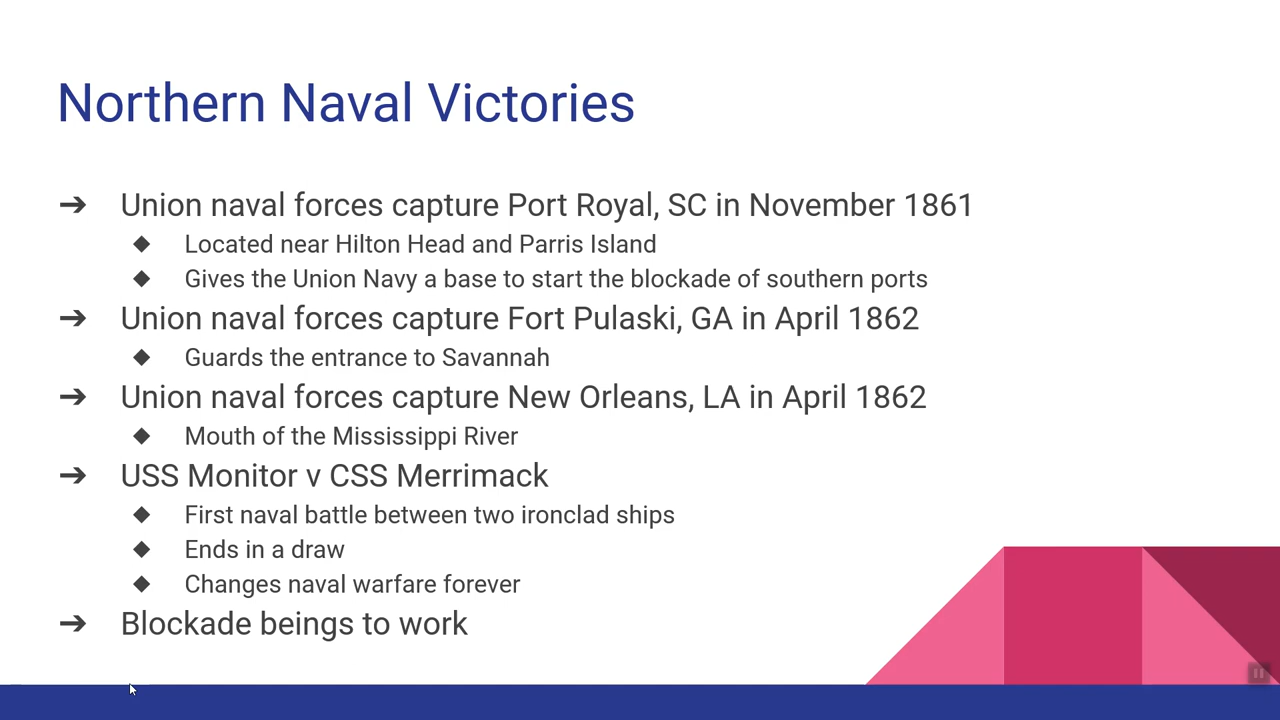 Northern Naval Victories
➔ Union naval forces capture Port Royal, SC in November 1861
◆ Located near Hilton Head and Parris Island
◆ Gives the Union Navy a base to start the blockade of southern ports
➔ Union naval forces capture Fort Pulaski, GA in April 1862
◆ Guards the entrance to Savannah
➔ Union naval forces capture New Orleans, LA in April 1862
◆ Mouth of the Mississippi River
➔ USS Monitor v CSS Merrimack
◆ First naval battle between two ironclad ships
◆ Ends in a draw
◆ Changes naval warfare forever
➔ Blockade beings to work